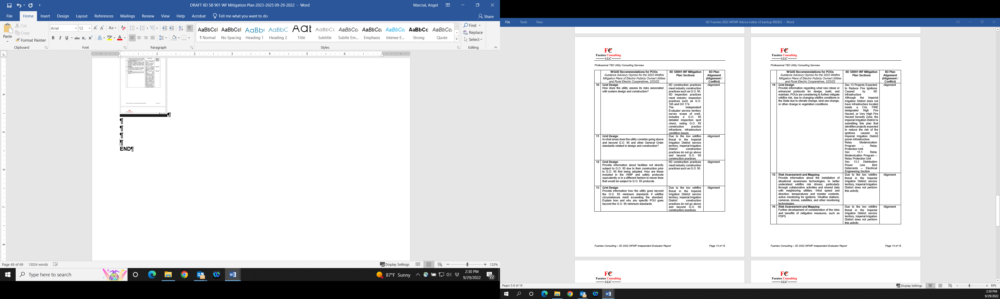 DRAFT IID SB 901 WF Mitigation Plan 2023-2025 09-29-2022 - Word
Marcial, Angel
File Home Insert Design Layout References Mailings Review View Help Acrobat Tell me what you want to do
Share
Paste
Cut
Copy
Format Painter
Clipboard
Arial 12
Font
Paragraph
AaBbCcI AaBbCcI AaBb( AaBbC AaB AaBbCc AaBbCcI AaBbCcI AaBbCcI AaBbCc AaBbCcI
¶ Normal No Spacing Heading 1 Heading 2 Title Subtitle Subtle Em... Emphasis Intense E... Strong Quote
Styles
Find
Replace
Select
Editing
1 2 3 4 5 6
¶
¶
¶
¶
¶
END¶
Page 69 of 69 13024 words
Display Settings
120%
Type here to search
87°F Sunny
2:30 PM
9/29/2022
22
File Tools View
IID-Fuentes 2022 WFMP Advice Letter v3 backup 092922 - Word
FC
Fuentes Consulting
LLC
Professional T&D Utility Consulting Services
WSAB Recommendations for POUs
Guidance Advisory Opinion for the 2022 Wildfire
Mitigation Plans of Electric Publicly Owned Utilities
and Rural Electric Cooperatives, 2/23/22
IID SB901 WF Mitigation
Plan Sections
IID Plan
Alignment
(Alignment /
Conflict)
10 Grid Design
How does the utility assess its risks associated
with system design and construction?
IID construction practices
meet industry construction
practices such as G.O. 95.
IID inspection practices
meet industry inspection
practices such as G.O.
165 and GO 174.
The Independent
Evaluator service territory
survey scope of work,
includes a G.O. 95
detailed inspection spot
check, noting G.O. 95
construction practice
infractions, infrastructure
condition issues.
Alignment
11 Grid Design
In what areas does the utility consider going above
and beyond G.O. 95 and other General Order
standards related to design and construction?
Due to the low wildfire
threat in the Imperial
Irrigation District service
territory, Imperial Irrigation
District construction
practices do not go above
and beyond G.O. 95
construction practices.
Alignment
12 Grid Design
Provide information about facilities not directly
subject to G.O. 95 due to their construction prior
to G.O. 95 first being adopted. How are these
included in the WMP and safety protocols
equivalently or in a different fashion to newer lines
that would be subject to G.O. 95 protocols.
IID construction practices
meet industry construction
practices such as G.O. 95.
Alignment
13 Grid Design
Provide information how the utility goes beyond
the G.O. 95 minimum standards if wildfire
circumstances merit exceeding the standard.
Explain how and why any specific POU goes
beyond the G.O. 95 minimum standards.
Due to the low wildfire
threat in the Imperial
Irrigation District service
territory, Imperial Irrigation
District construction
practices do not go above
and beyond G.O. 95
construction practices.
Alignment
Fuentes Consulting – IID 2022 WFMP Independent Evaluator Report Page 13 of 18
FC
Fuentes Consulting
LLC
Professional T&D Utility Consulting Services
WSAB Recommendations for POUs
Guidance Advisory Opinion for the 2022 Wildfire
Mitigation Plans of Electric Publicly Owned Utilities
and Rural Electric Cooperatives, 2/23/22
IID SB901 WF Mitigation
Plan Sections
IID Plan
Alignment
(Alignment /
Conflict)
14 Grid Design
Provide information regarding what new ideas or
enhanced protocols for design, build, and
maintain, POUs are considering to further mitigate
wildfire risk, due to changing wildfire conditions in
the State due to climate change, land use change,
or other change in vegetation conditions.
Sec 13 Projects Expected
to Reduce Fire Ignitions
Caused by IID
Infrastructure
Although the Imperial
Irrigation District does not
have infrastructure located
inside a CAL FIRE
designated High Fire
Hazard, or Very High Fire
Hazard Severity Zone, the
Imperial Irrigation District is
submitting this plan that
identifies projects expected
to reduce the risk of fire
ignitions caused by
Imperial Irrigation District
power infrastructure.
Relay Modernization
Program – Relay
Protection Unit
Sec 13.1 Relay
Modernization Program –
Relay Protection Unit
Sec 13.2 Distribution
Power Line Bird
Deterrents – Electrical
Engineering Section
Alignment
15 Risk Assessment and Mapping
Provide information about the installation of
situational awareness technologies, to better
understand wildfire risk drivers, particularly
through collaborative activities and shared data
with neighboring utilities. Wind speed and
direction, temperatures and moister contents,
active monitoring for ignitions. Weather stations,
cameras, drones, satellites, and other monitoring
technologies.
Due to the low wildfire
threat in the Imperial
Irrigation District service
territory, Imperial Irrigation
District does not perform
this activity.
Alignment
16 Risk Assessment and Mapping
Further development of consideration of the risks
and benefits of mitigation measures, such as
PSPS
Due to the low wildfire
threat in the Imperial
Irrigation District service
territory, Imperial Irrigation
District does not perform
this activity.
Alignment
Fuentes Consulting – IID 2022 WFMP Independent Evaluator Report Page 14 of 18
FC
Fuentes Consulting
LLC
FC
Fuentes Consulting
LLC
Pages 5-8 of 18
Display Settings
80%
2:30 PM
9/29/2022